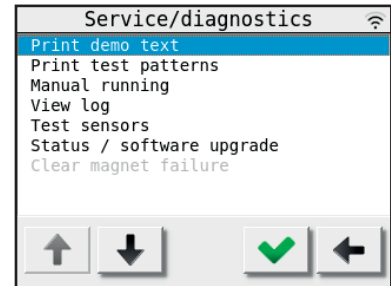 Service/diagnostics
Print demo text
Print test patterns
Manual running
View log
Test sensors
Status / software upgrade
Clear magnet failure